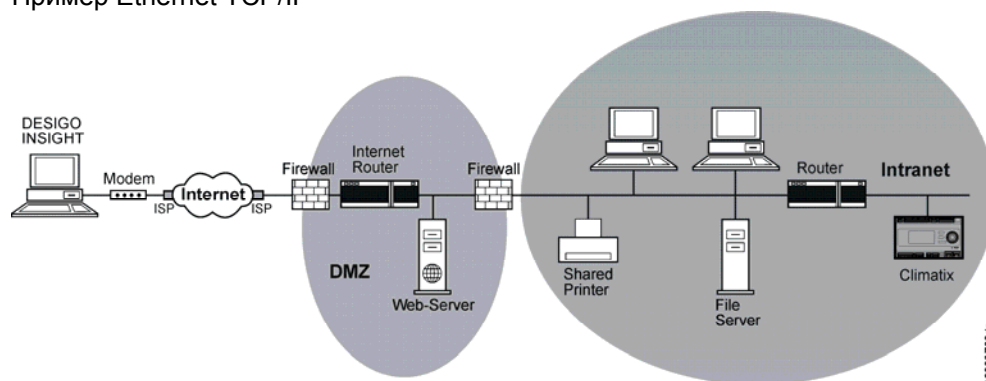 Пример Ethernet TCP/IP
DESIGO
INSIGHT
Modem
ISP
Internet
ISP
Firewall
Internet
Router
Firewall
DMZ
Web-Server
Shared
Printer
File
Server
Router
Intranet
Climatix